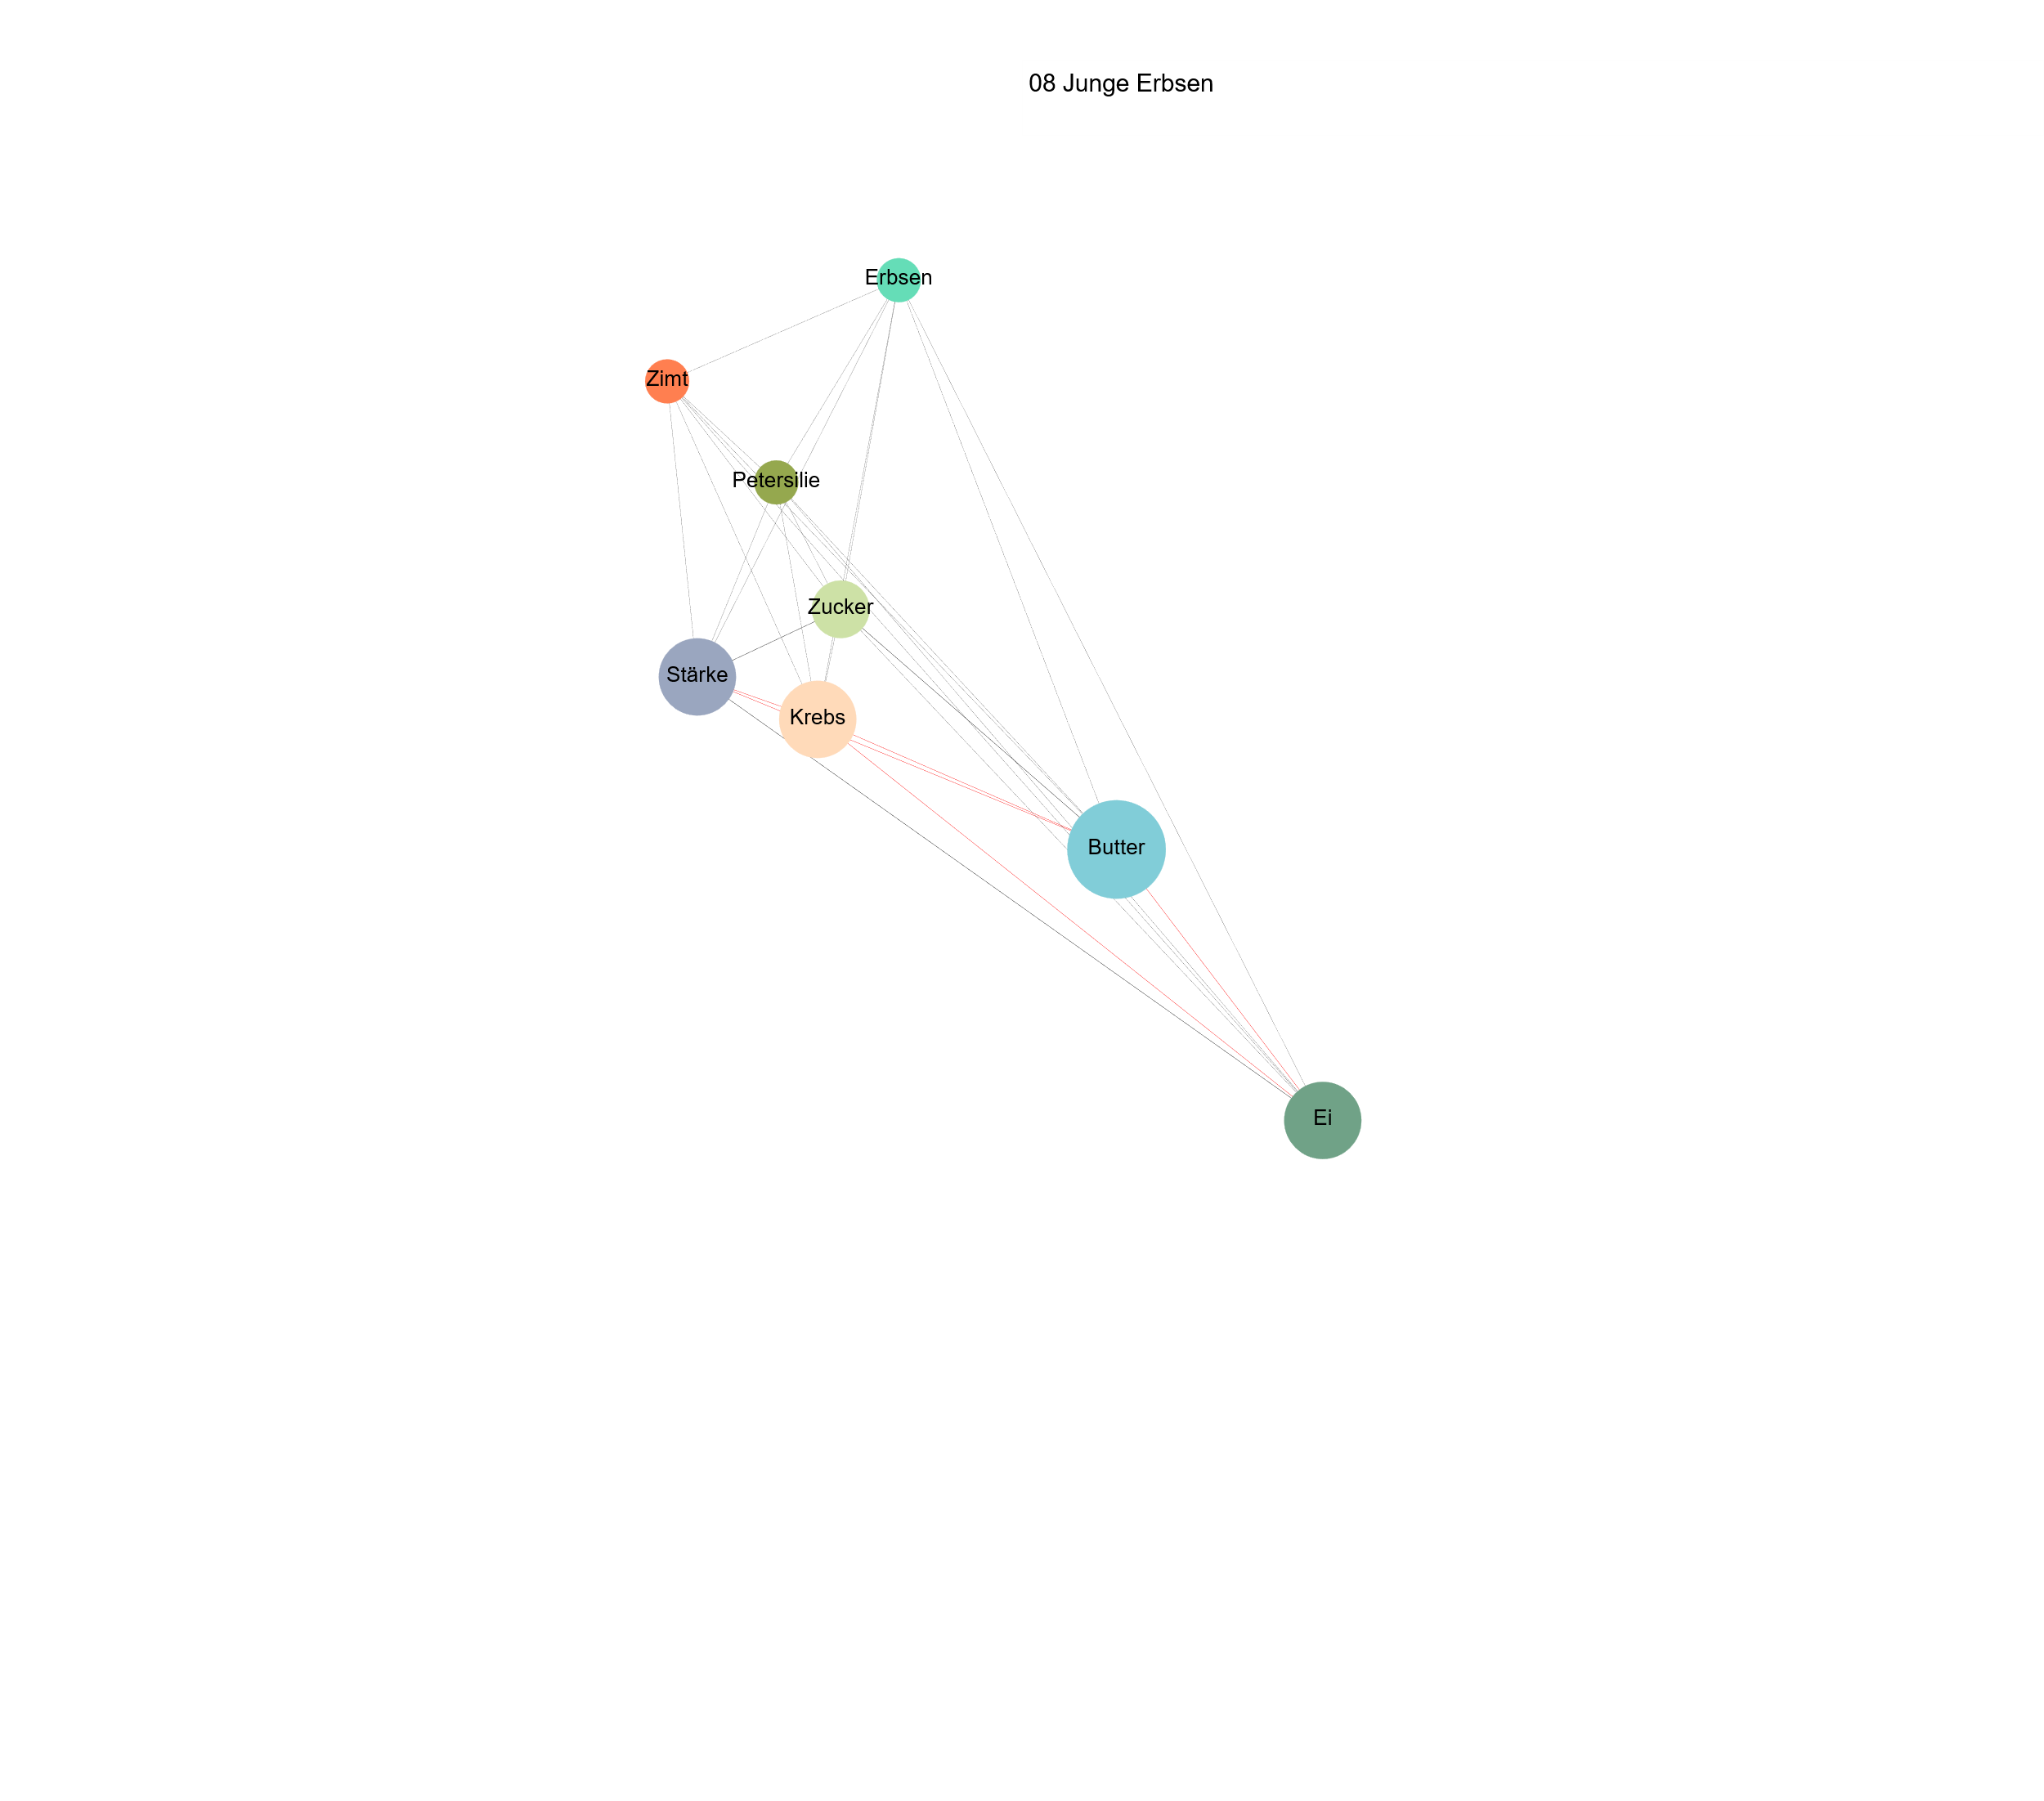 08 Junge Erbsen
Erbsen
Zimt
Petersilie
Zucker
Stärke
Krebs
Butter
Ei